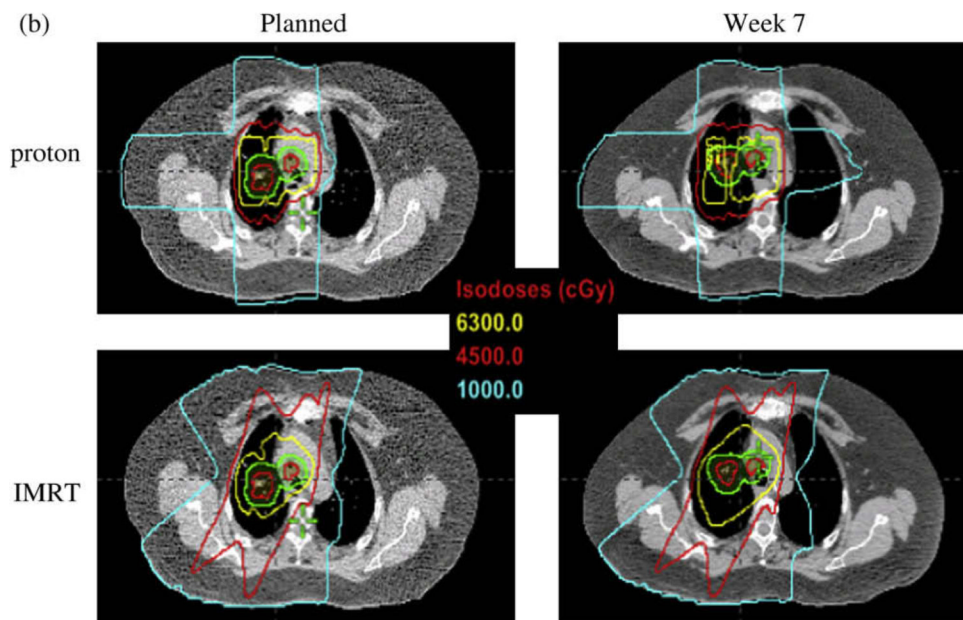 (b)
Planned
Week 7
proton
Isodoses (cGy)
6300.0
4500.0
1000.0
IMRT